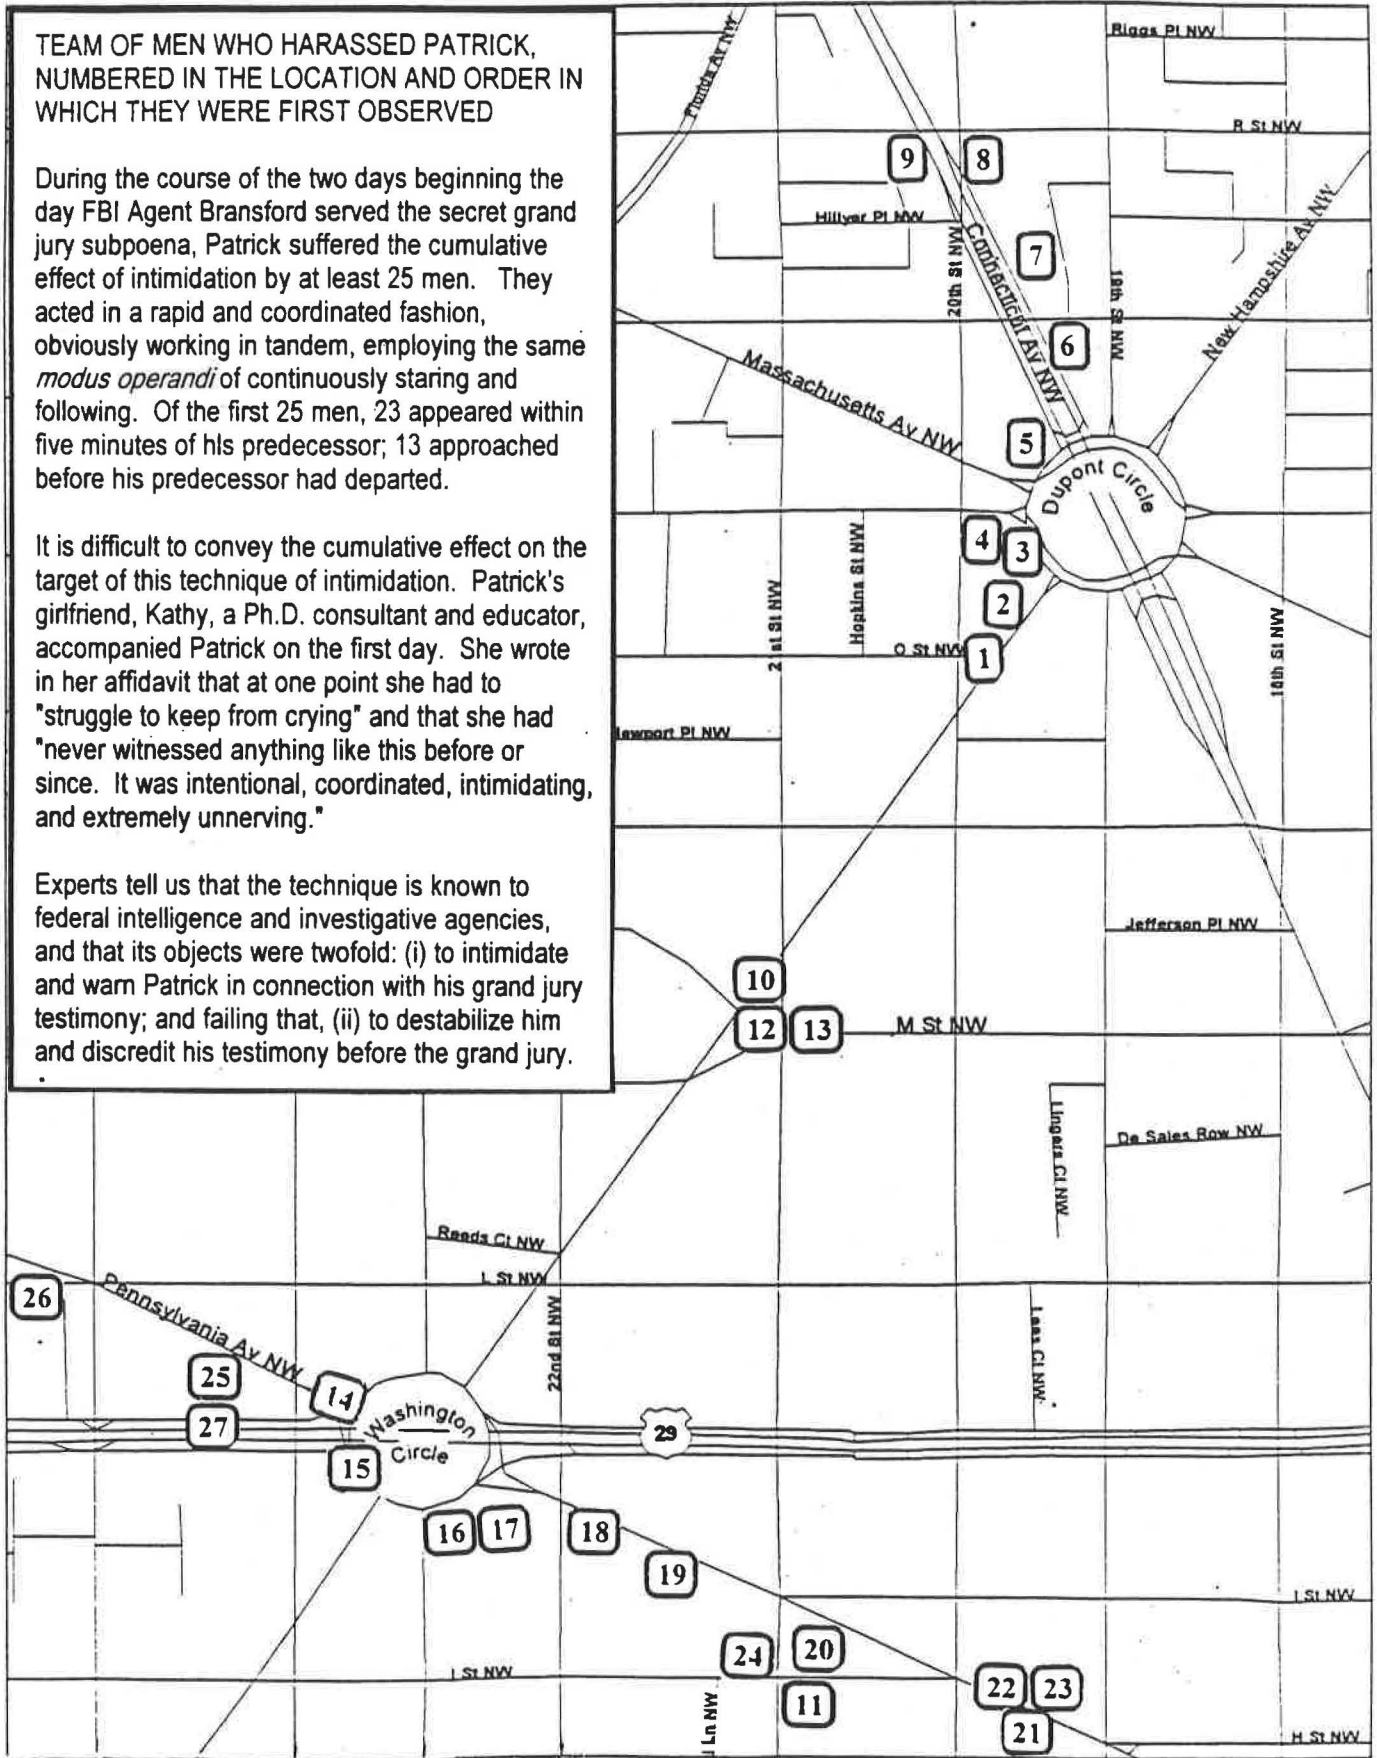 TEAM OF MEN WHO HARASSED PATRICK,
NUMBERED IN THE LOCATION AND ORDER IN
WHICH THEY WERE FIRST OBSERVED
During the course of the two days beginning the
day FBI Agent Bransford served the secret grand
jury subpoena, Patrick suffered the cumulative
effect of intimidation by at least 25 men. They
acted in a rapid and coordinated fashion,
obviously working in tandem, employing the same
modus operandi of continuously staring and
following. Of the first 25 men, 23 appeared within
five minutes of his predecessor; 13 approached
before his predecessor had departed.
It is difficult to convey the cumulative effect on the
target of this technique of intimidation. Patrick's
girlfriend, Kathy, a Ph.D. consultant and educator,
accompanied Patrick on the first day. She wrote
in her affidavit that at one point she had to
"struggle to keep from crying" and that she had
"never witnessed anything like this before or
since. It was intentional, coordinated, intimidating,
and extremely unnerving."
Experts tell us that the technique is known to
federal intelligence and investigative agencies,
and that its objects were twofold: (i) to intimidate
and warn Patrick in connection with his grand jury
testimony; and failing that, (ii) to destabilize him
and discredit his testimony before the grand jury.
Florida Av NW
Riggs Pl NW
R St NW
9
8
Hillyer Pl NW
7
20th St NW
Connecticut Av NW
New Hampshire Av NW
6
Massachusetts Av NW
5
Dupont Circle
4
3
Hopkins St NW
21st St NW
2
O St NW
1
Newport Pl NW
Jefferson Pl NW
10
12
13
M St NW
De Sales Row NW
Reeds Ct NW
L St NW
26
Pennsylvania Av NW
22nd St NW
25
14
27
Washington
Circle
29
15
16
17
18
19
I St NW
24
20
I St NW
11
22
23
21
Ln NW
H St NW